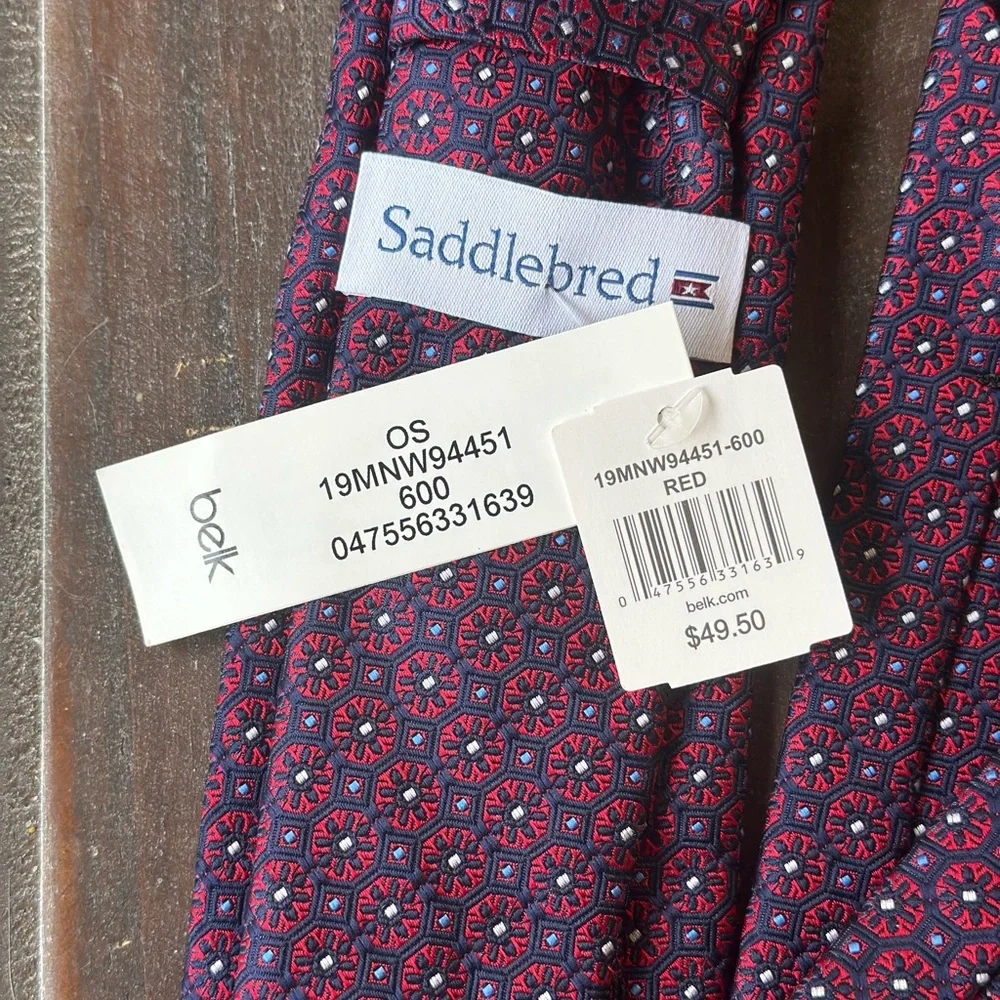 Saddlebred
belk
OS
19MNW94451
600
047556331639
19MNW94451-600
RED
0 47556 33163 9
belk.com
$49.50